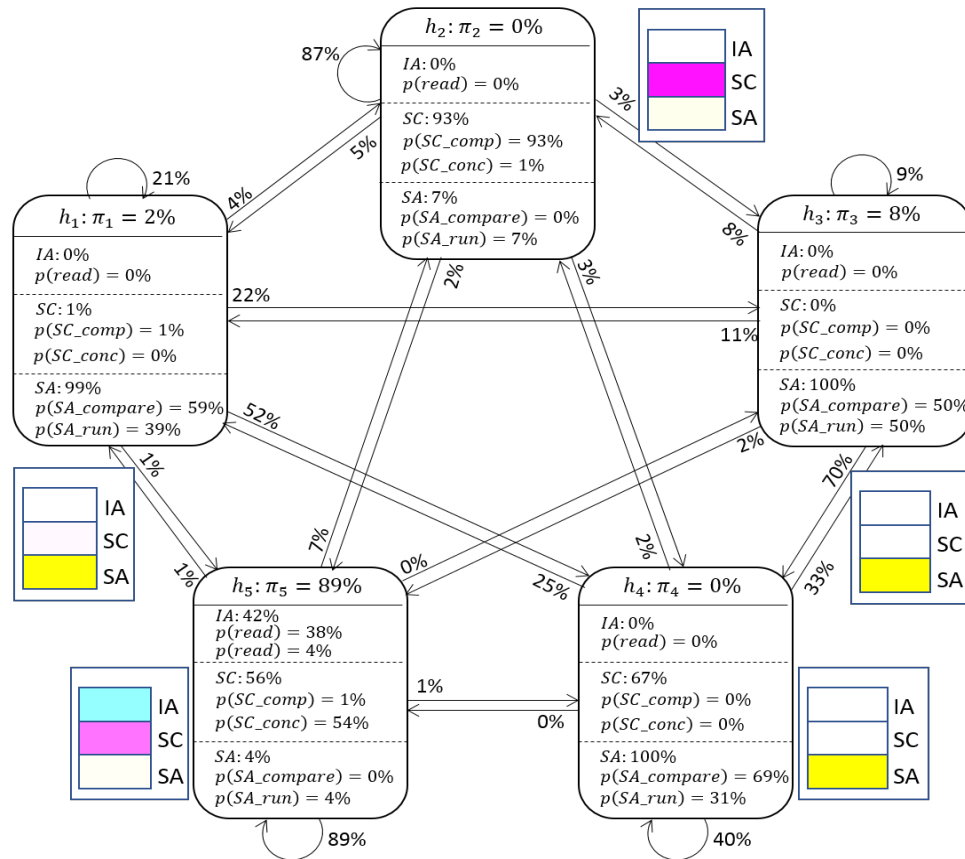 87%
h₂: π₂ = 0%
IA: 0%
p(read) = 0%
SC: 93%
p(SC_comp) = 93%
p(SC_conc) = 1%
SA: 7%
p(SA_compare) = 0%
p(SA_run) = 7%
IA
SC
SA
3%
8%
4%
5%
21%
h₁: π₁ = 2%
IA: 0%
p(read) = 0%
SC: 1%
p(SC_comp) = 1%
p(SC_conc) = 0%
SA: 99%
p(SA_compare) = 59%
p(SA_run) = 39%
9%
h₃: π₃ = 8%
IA: 0%
p(read) = 0%
SC: 0%
p(SC_comp) = 0%
p(SC_conc) = 0%
SA: 100%
p(SA_compare) = 50%
p(SA_run) = 50%
2%
3%
22%
11%
52%
2%
1%
70%
IA
SC
SA
IA
SC
SA
1%
7%
0%
25%
2%
33%
h₅: π₅ = 89%
IA: 42%
p(read) = 38%
p(read) = 4%
SC: 56%
p(SC_comp) = 1%
p(SC_conc) = 54%
SA: 4%
p(SA_compare) = 0%
p(SA_run) = 4%
89%
IA
SC
SA
1%
0%
h₄: π₄ = 0%
IA: 0%
p(read) = 0%
SC: 67%
p(SC_comp) = 0%
p(SC_conc) = 0%
SA: 100%
p(SA_compare) = 69%
p(SA_run) = 31%
40%
IA
SC
SA